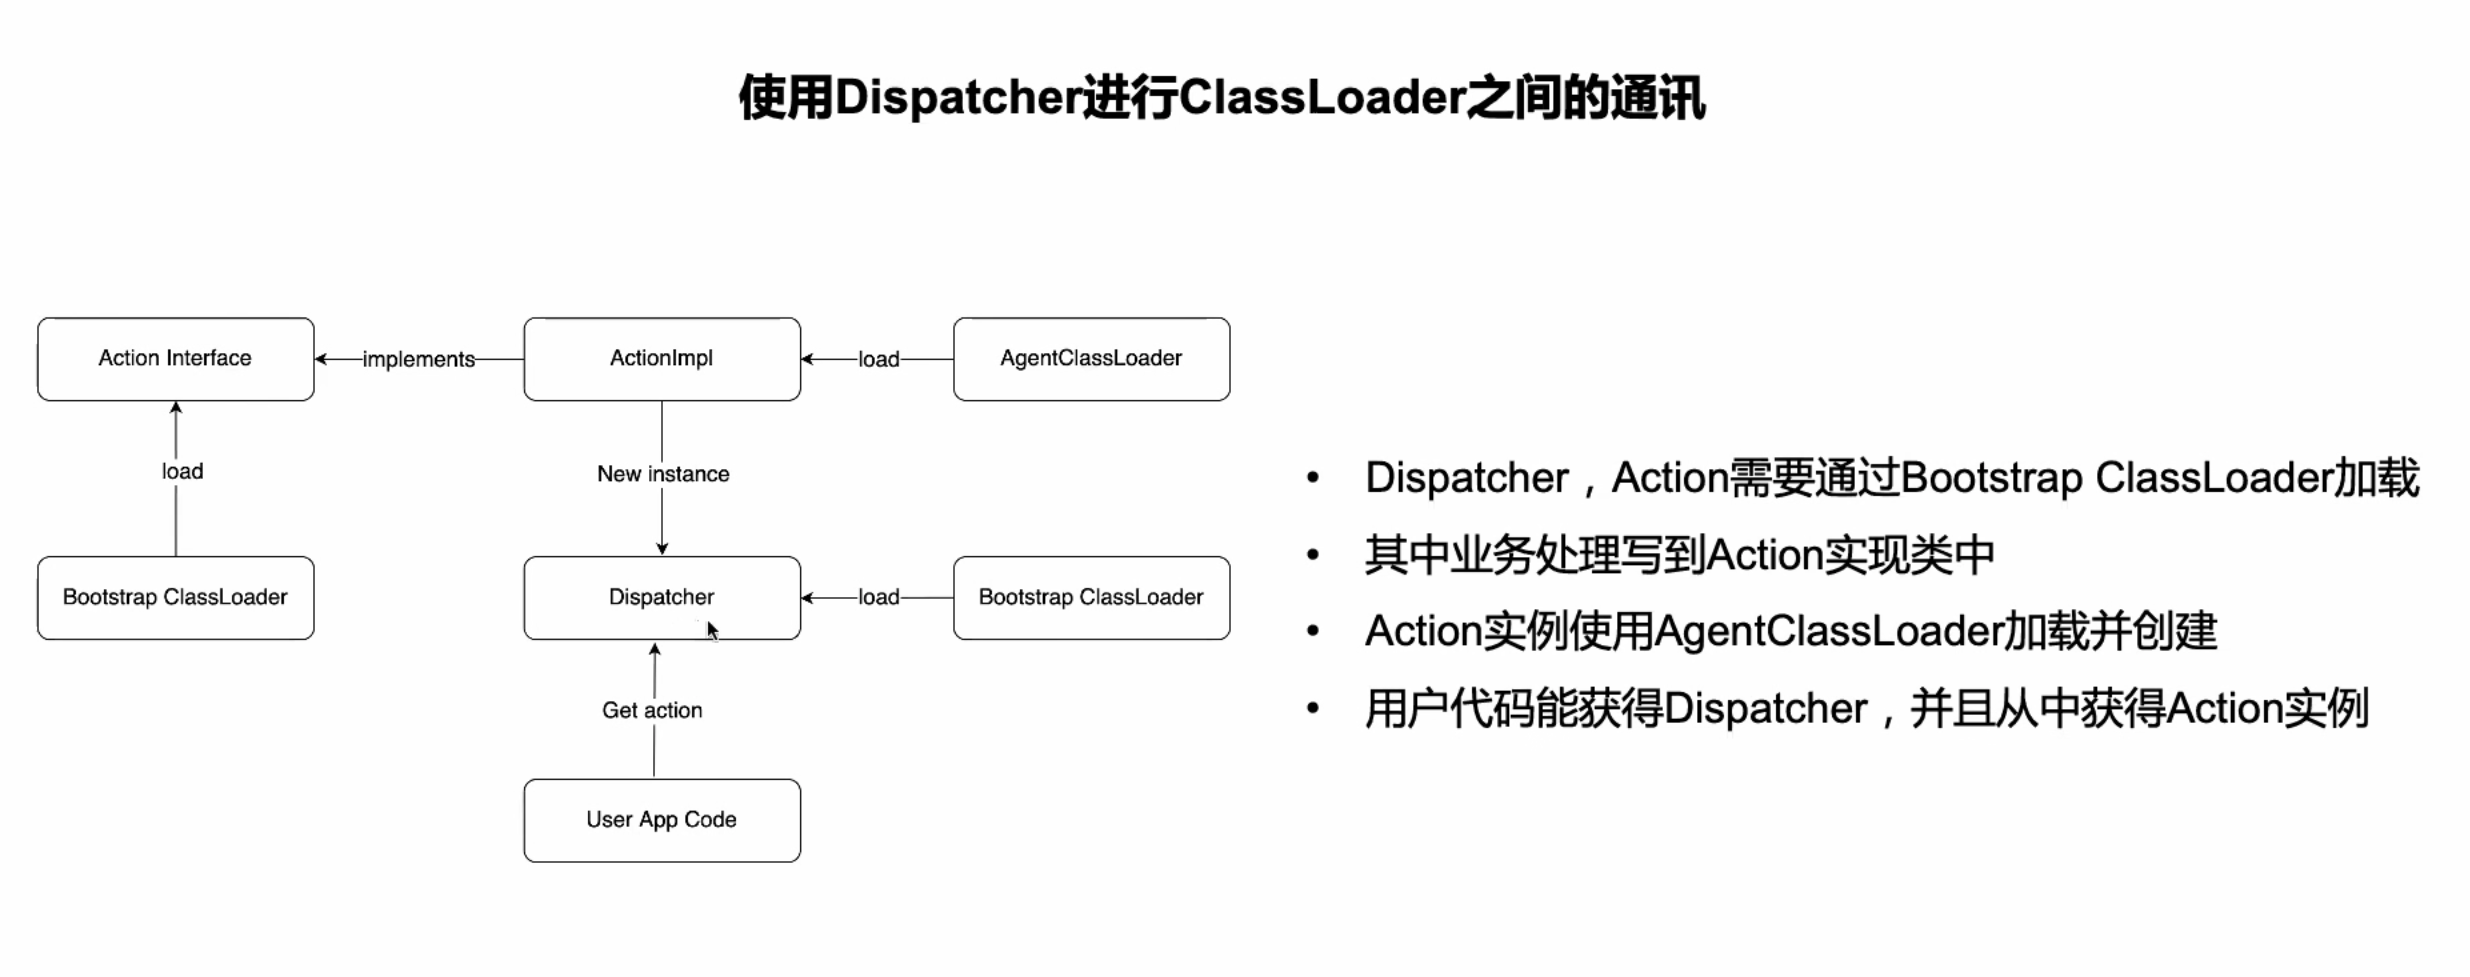 使用Dispatcher进行ClassLoader之间的通讯
Action Interface
implements
ActionImpl
load
AgentClassLoader
load
New instance
Bootstrap ClassLoader
Dispatcher
load
Bootstrap ClassLoader
Get action
User App Code
• Dispatcher，Action需要通过Bootstrap ClassLoader加载
• 其中业务处理写到Action实现类中
• Action实例使用AgentClassLoader加载并创建
• 用户代码能获得Dispatcher，并且从中获得Action实例